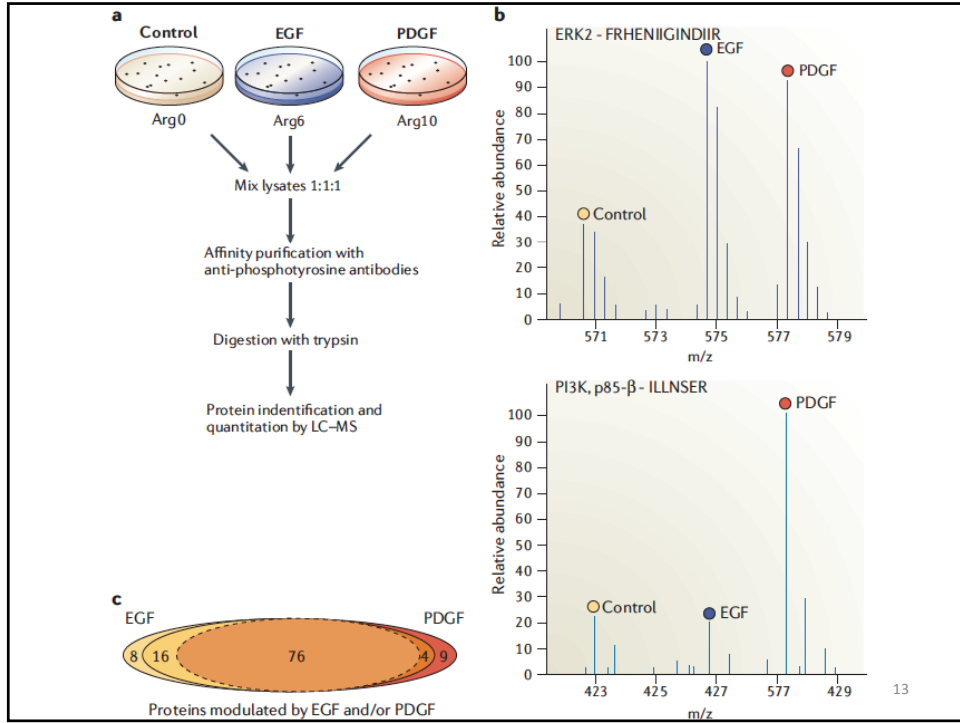 a
Control
EGF
PDGF
Arg0
Arg6
Arg10
Mix lysates 1:1:1
Affinity purification with
anti-phosphotyrosine antibodies
Digestion with trypsin
Protein indentification and
quantitation by LC–MS
b
ERK2 - FRHENIIGINDIIR
EGF
PDGF
Control
Relative abundance
100
90
80
70
60
50
40
30
20
10
0
571
573
575
577
579
m/z
PI3K, p85-β - ILLNSER
PDGF
Control
EGF
Relative abundance
100
90
80
70
60
50
40
30
20
10
0
423
425
427
577
429
m/z
c
EGF
PDGF
8
16
76
4
9
Proteins modulated by EGF and/or PDGF
13